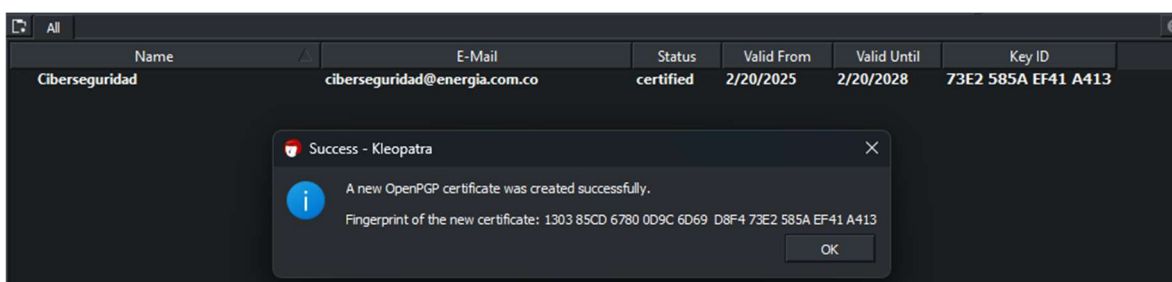 All
Name E-Mail Status Valid From Valid Until Key ID
Ciberseguridad ciberseguridad@energia.com.co certified 2/20/2025 2/20/2028 73E2 585A EF41 A413
Success - Kleopatra
A new OpenPGP certificate was created successfully.
Fingerprint of the new certificate: 1303 85CD 6780 0D9C 6D69 D8F4 73E2 585A EF41 A413
OK